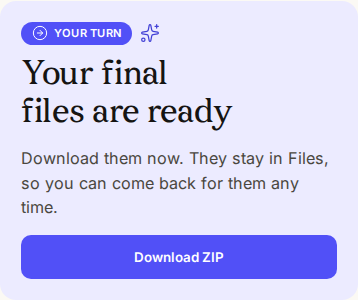 YOUR TURN
Your final
files are ready
Download them now. They stay in Files,
so you can come back for them any
time.
Download ZIP